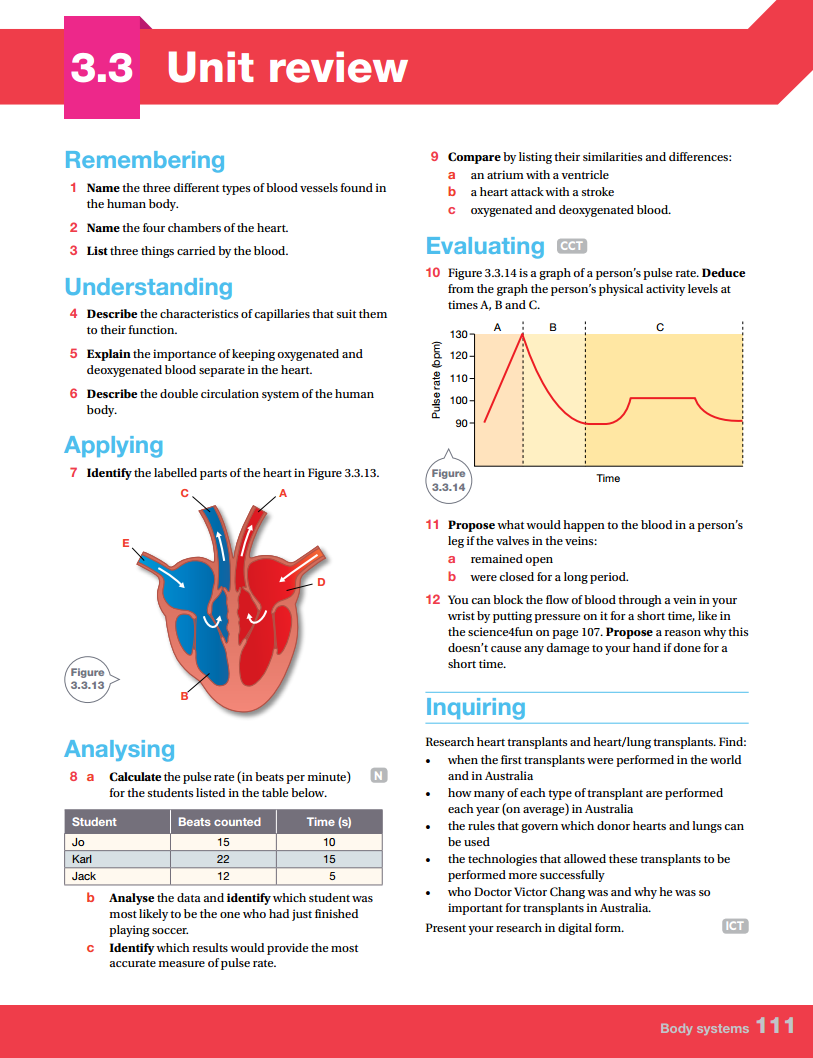 3.3 Unit review
Remembering
1 Name the three different types of blood vessels found in
the human body.
2 Name the four chambers of the heart.
3 List three things carried by the blood.
Understanding
4 Describe the characteristics of capillaries that suit them
to their function.
5 Explain the importance of keeping oxygenated and
deoxygenated blood separate in the heart.
6 Describe the double circulation system of the human
body.
Applying
7 Identify the labelled parts of the heart in Figure 3.3.13.
C
A
E
D
B
Figure
3.3.13
Analysing
8 a Calculate the pulse rate (in beats per minute) N
for the students listed in the table below.
Student Beats counted Time (s)
Jo 15 10
Karl 22 15
Jack 12 5
b Analyse the data and identify which student was
most likely to be the one who had just finished
playing soccer.
c Identify which results would provide the most
accurate measure of pulse rate.
9 Compare by listing their similarities and differences:
a an atrium with a ventricle
b a heart attack with a stroke
c oxygenated and deoxygenated blood.
Evaluating CCT
10 Figure 3.3.14 is a graph of a person's pulse rate. Deduce
from the graph the person's physical activity levels at
times A, B and C.
A B C
Pulse rate (bpm)
130
120
110
100
90
Time
Figure
3.3.14
11 Propose what would happen to the blood in a person's
leg if the valves in the veins:
a remained open
b were closed for a long period.
12 You can block the flow of blood through a vein in your
wrist by putting pressure on it for a short time, like in
the science4fun on page 107. Propose a reason why this
doesn't cause any damage to your hand if done for a
short time.
Inquiring
Research heart transplants and heart/lung transplants. Find:
• when the first transplants were performed in the world
and in Australia
• how many of each type of transplant are performed
each year (on average) in Australia
• the rules that govern which donor hearts and lungs can
be used
• the technologies that allowed these transplants to be
performed more successfully
• who Doctor Victor Chang was and why he was so
important for transplants in Australia.
Present your research in digital form. ICT
Body systems 111